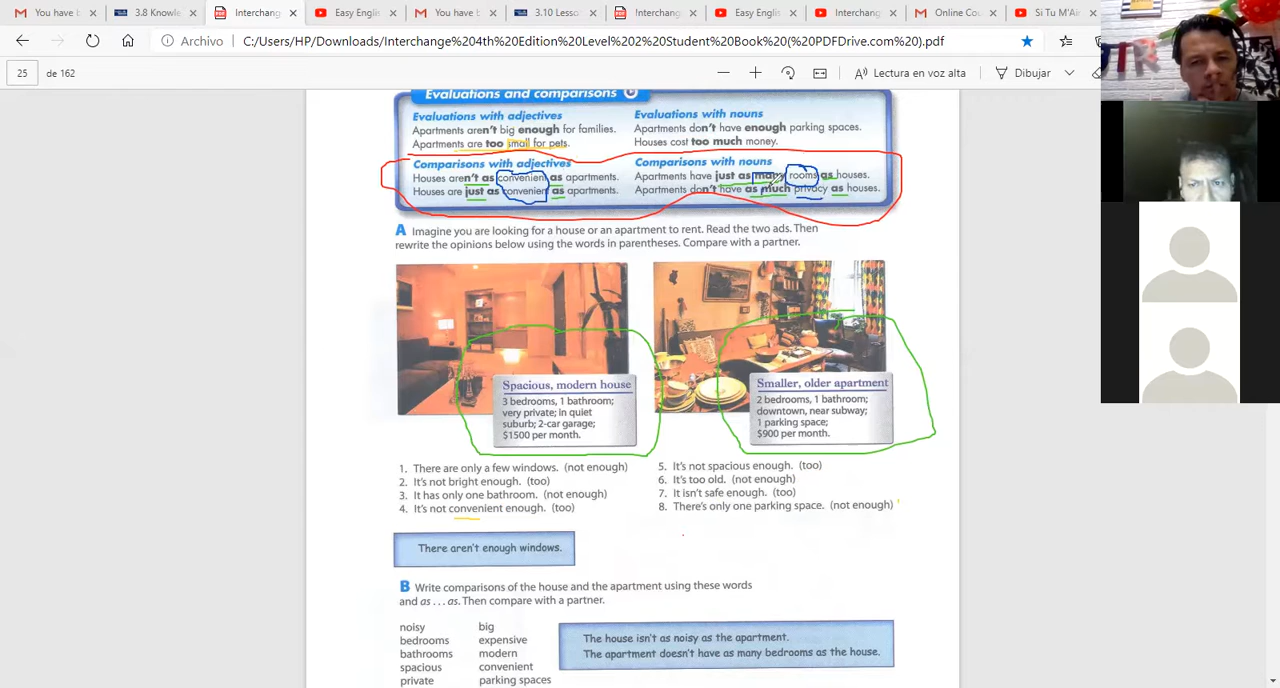 You have b
3.8 Knowle
Interchang
Easy Englis
You have b
3.10 Lesso
Interchang
Easy Englis
Interchang
Online Cou
Si Tu M'Air
Archivo
C:/Users/HP/Downloads/Interchange%204th%20Edition%20Level%202%20Student%20Book%20(%20PDFDrive.com%20).pdf
25
de 162
Lectura en voz alta
Dibujar
Evaluations and comparisons
Evaluations with adjectives
Apartments aren't big enough for families.
Apartments are too small for pets.
Evaluations with nouns
Apartments don't have enough parking spaces.
Houses cost too much money.
Comparisons with adjectives
Houses aren't as convenient as apartments.
Houses are just as convenient as apartments.
Comparisons with nouns
Apartments have just as many rooms as houses.
Apartments don't have as much privacy as houses.
A Imagine you are looking for a house or an apartment to rent. Read the two ads. Then
rewrite the opinions below using the words in parentheses. Compare with a partner.
Spacious, modern house
3 bedrooms, 1 bathroom;
very private; in quiet
suburb; 2-car garage;
$1500 per month.
Smaller, older apartment
2 bedrooms, 1 bathroom;
downtown, near subway;
1 parking space;
$900 per month.
1. There are only a few windows. (not enough)
2. It's not bright enough. (too)
3. It has only one bathroom. (not enough)
4. It's not convenient enough. (too)
5. It's not spacious enough. (too)
6. It's too old. (not enough)
7. It isn't safe enough. (too)
8. There's only one parking space. (not enough)
There aren't enough windows.
B Write comparisons of the house and the apartment using these words
and as . . . as. Then compare with a partner.
noisy
bedrooms
bathrooms
spacious
private
big
expensive
modern
convenient
parking spaces
The house isn't as noisy as the apartment.
The apartment doesn't have as many bedrooms as the house.